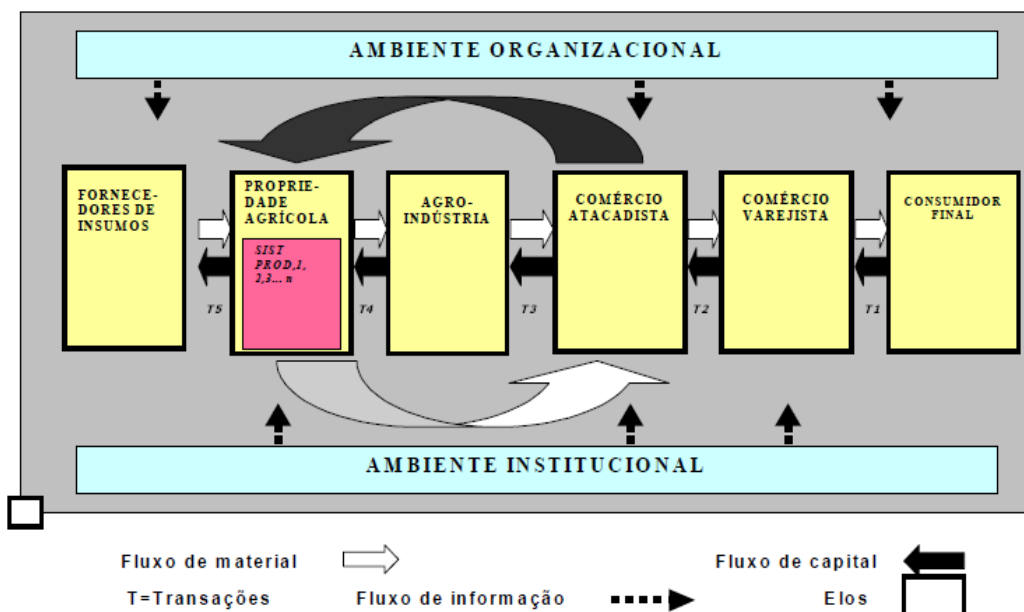 AMBIENTE ORGANIZACIONAL
FORNECE-
DORES DE
INSUMOS
PROPRIE-
DADE
AGRÍCOLA
SIST
PROD,1,
2,3... n
AGRO-
INDÚSTRIA
COMÉRCIO
ATACADISTA
COMÉRCIO
VAREJISTA
CONSUMIDOR
FINAL
T5
T4
T3
T2
T1
AMBIENTE INSTITUCIONAL
Fluxo de material
Fluxo de capital
T=Transações
Fluxo de informação
Elos